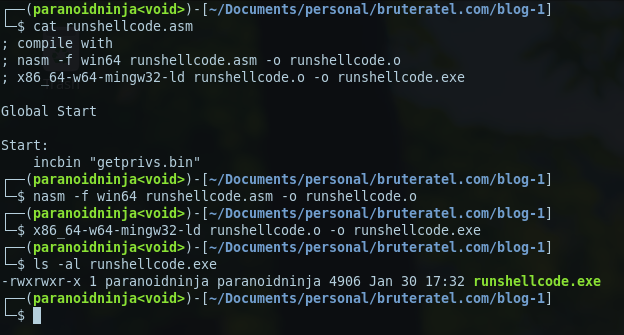 ┌──(paranoidninja<void>)-[~/Documents/personal/bruteratel.com/blog-1]
└─$ cat runshellcode.asm
; compile with
; nasm -f win64 runshellcode.asm -o runshellcode.o
; x86_64-w64-mingw32-ld runshellcode.o -o runshellcode.exe
Global Start
Start:
    incbin "getprivs.bin"
┌──(paranoidninja<void>)-[~/Documents/personal/bruteratel.com/blog-1]
└─$ nasm -f win64 runshellcode.asm -o runshellcode.o
┌──(paranoidninja<void>)-[~/Documents/personal/bruteratel.com/blog-1]
└─$ x86_64-w64-mingw32-ld runshellcode.o -o runshellcode.exe
┌──(paranoidninja<void>)-[~/Documents/personal/bruteratel.com/blog-1]
└─$ ls -al runshellcode.exe
-rwxrwxr-x 1 paranoidninja paranoidninja 4906 Jan 30 17:32 runshellcode.exe
┌──(paranoidninja<void>)-[~/Documents/personal/bruteratel.com/blog-1]
└─$